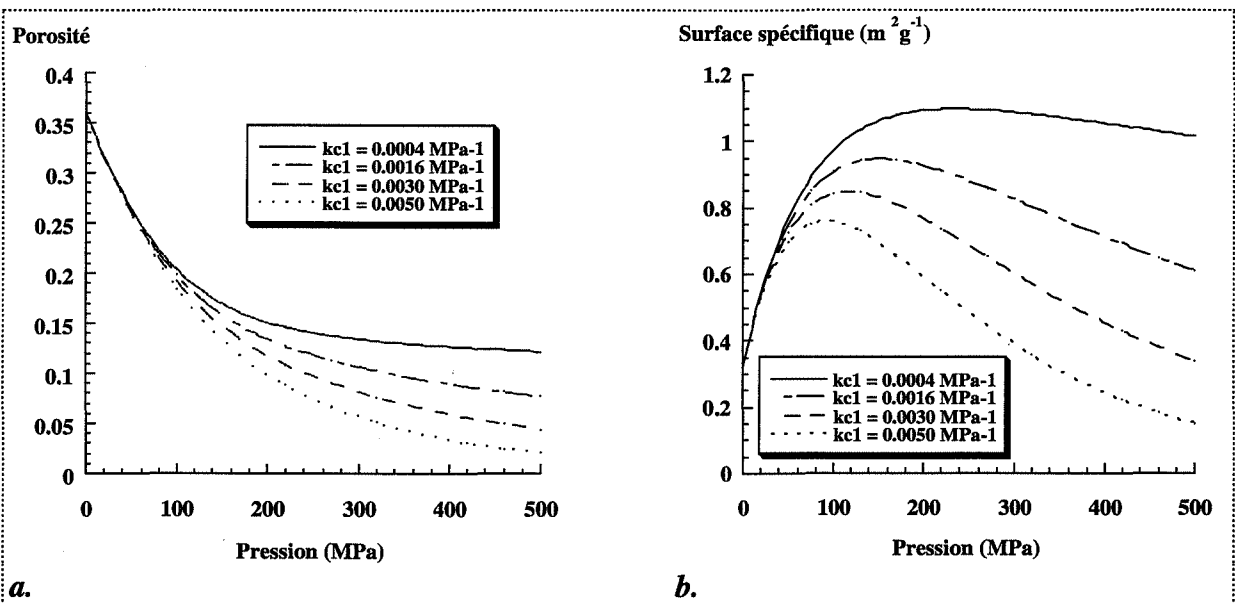 Porosité
0.4
0.35
0.3
0.25
0.2
0.15
0.1
0.05
0
0
100
200
300
400
500
Pression (MPa)
kc1 = 0.0004 MPa-1
kc1 = 0.0016 MPa-1
kc1 = 0.0030 MPa-1
kc1 = 0.0050 MPa-1
a.
Surface spécifique (m²g⁻¹)
1.2
1
0.8
0.6
0.4
0.2
0
0
100
200
300
400
500
Pression (MPa)
kc1 = 0.0004 MPa-1
kc1 = 0.0016 MPa-1
kc1 = 0.0030 MPa-1
kc1 = 0.0050 MPa-1
b.